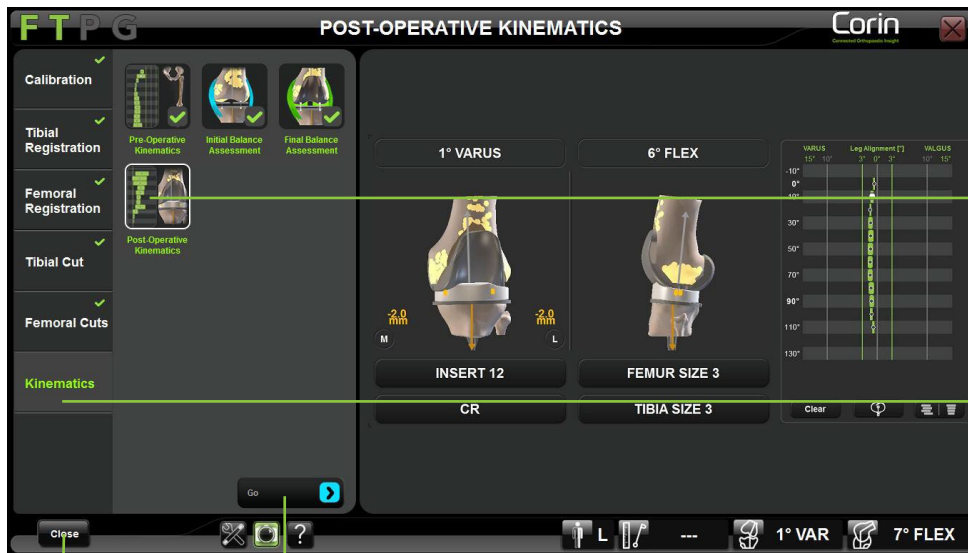 FTPG
POST-OPERATIVE KINEMATICS
Corin
Connected Orthopaedic Insight
Calibration
Tibial
Registration
Femoral
Registration
Tibial Cut
Femoral Cuts
Kinematics
Pre-Operative
Kinematics
Initial Balance
Assessment
Final Balance
Assessment
Post-Operative
Kinematics
Go
1° VARUS
6° FLEX
-2.0
mm
M
-2.0
mm
L
INSERT 12
FEMUR SIZE 3
CR
TIBIA SIZE 3
VARUS Leg Alignment [°] VALGUS
15° 10° 3° 0° 3° 10° 15°
-10°
0°
10°
30°
50°
70°
90°
110°
130°
Clear
Close
?
L
---
1° VAR
7° FLEX